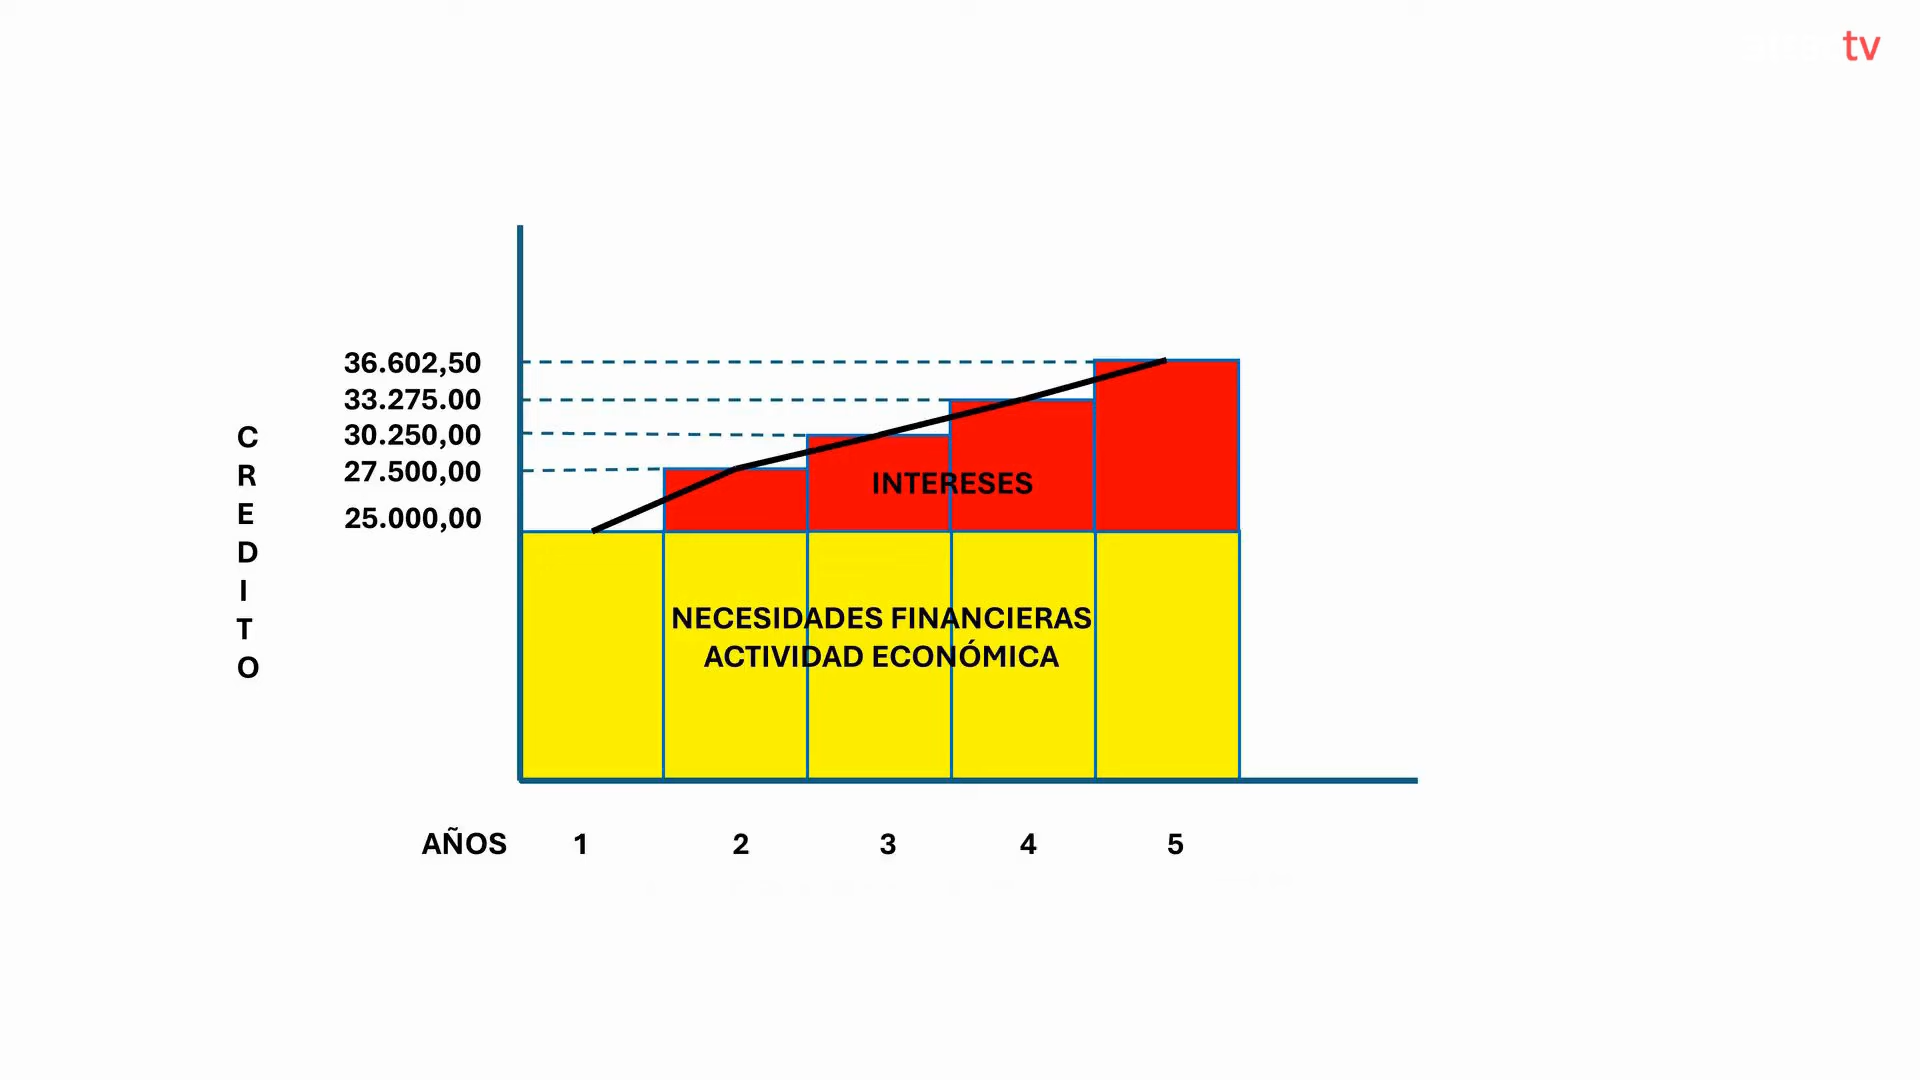 tv
36.602,50
33.275.00
30.250,00
27.500,00
25.000,00
CREDITO
INTERESES
NECESIDADES FINANCIERAS
ACTIVIDAD ECONÓMICA
AÑOS 1 2 3 4 5